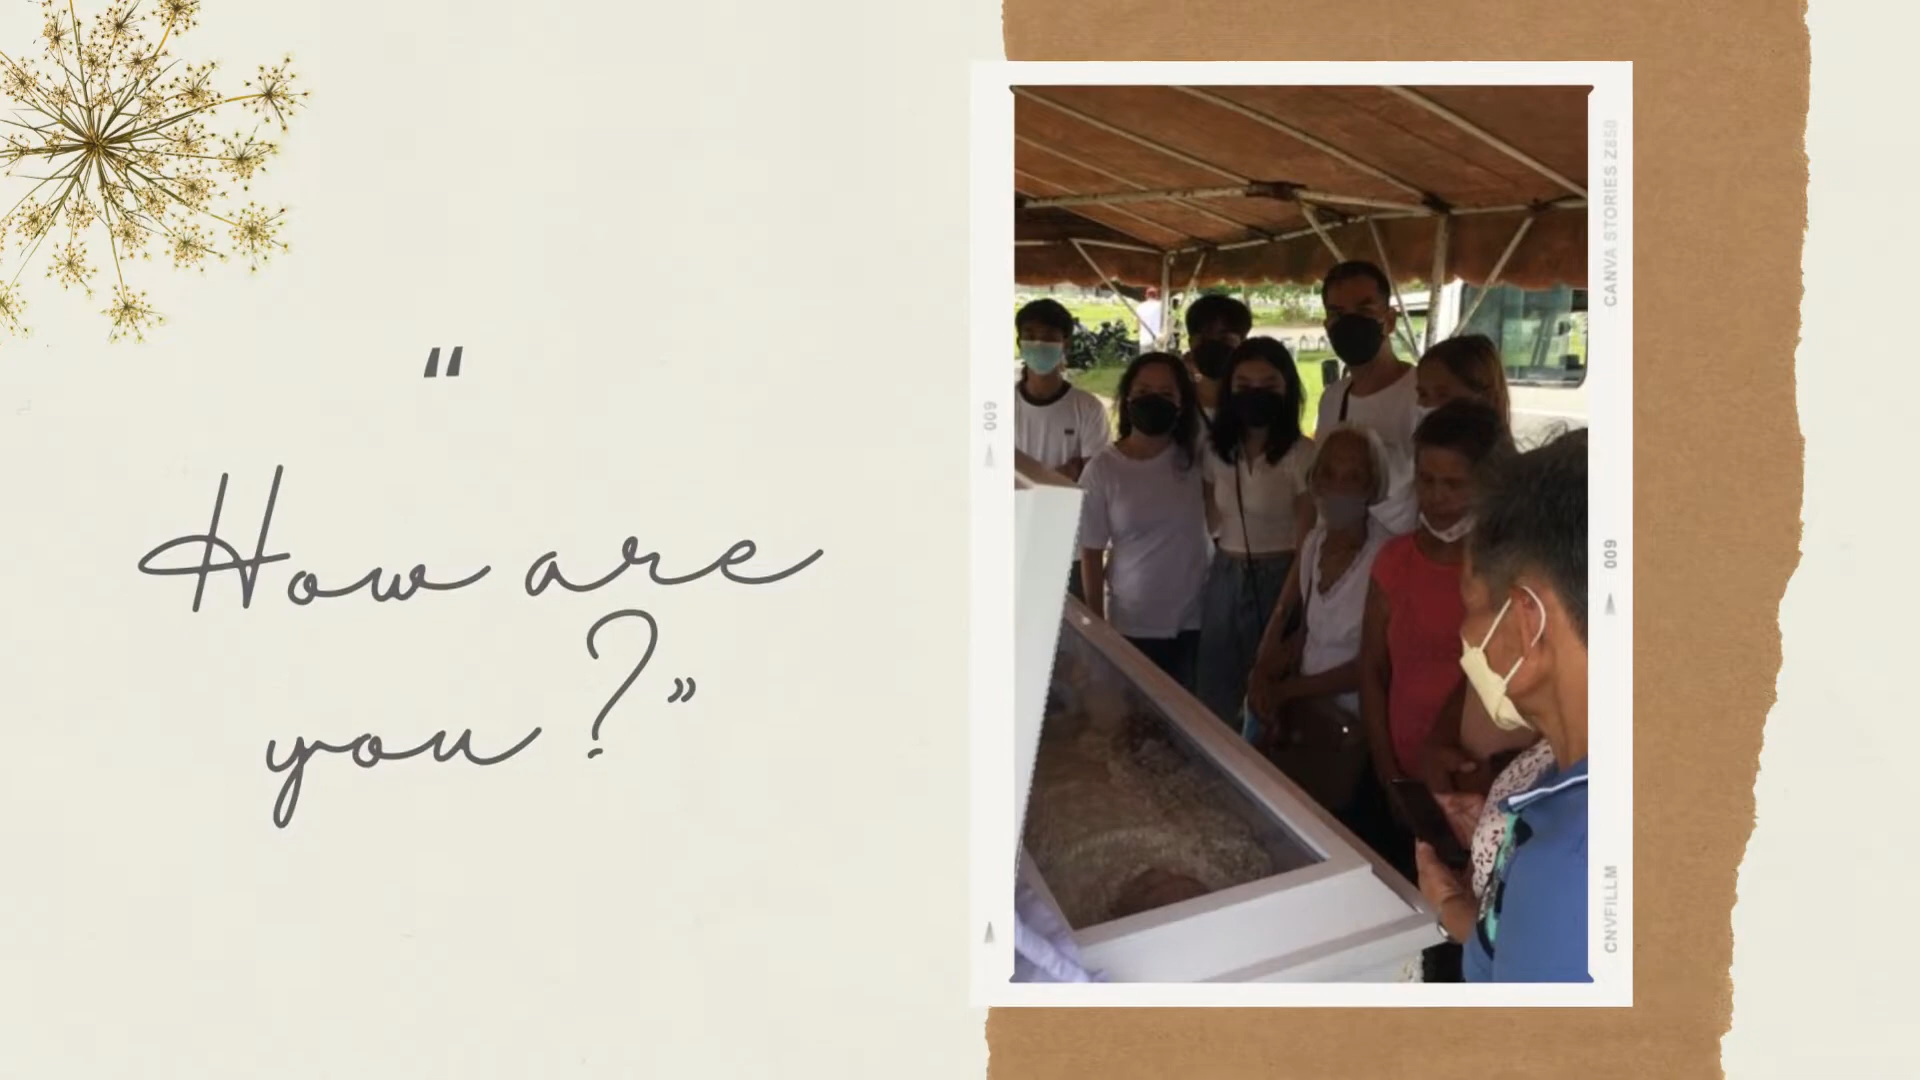 "
How are
you?"
CANVA STORIES Z850
009
009
CNVFILLM